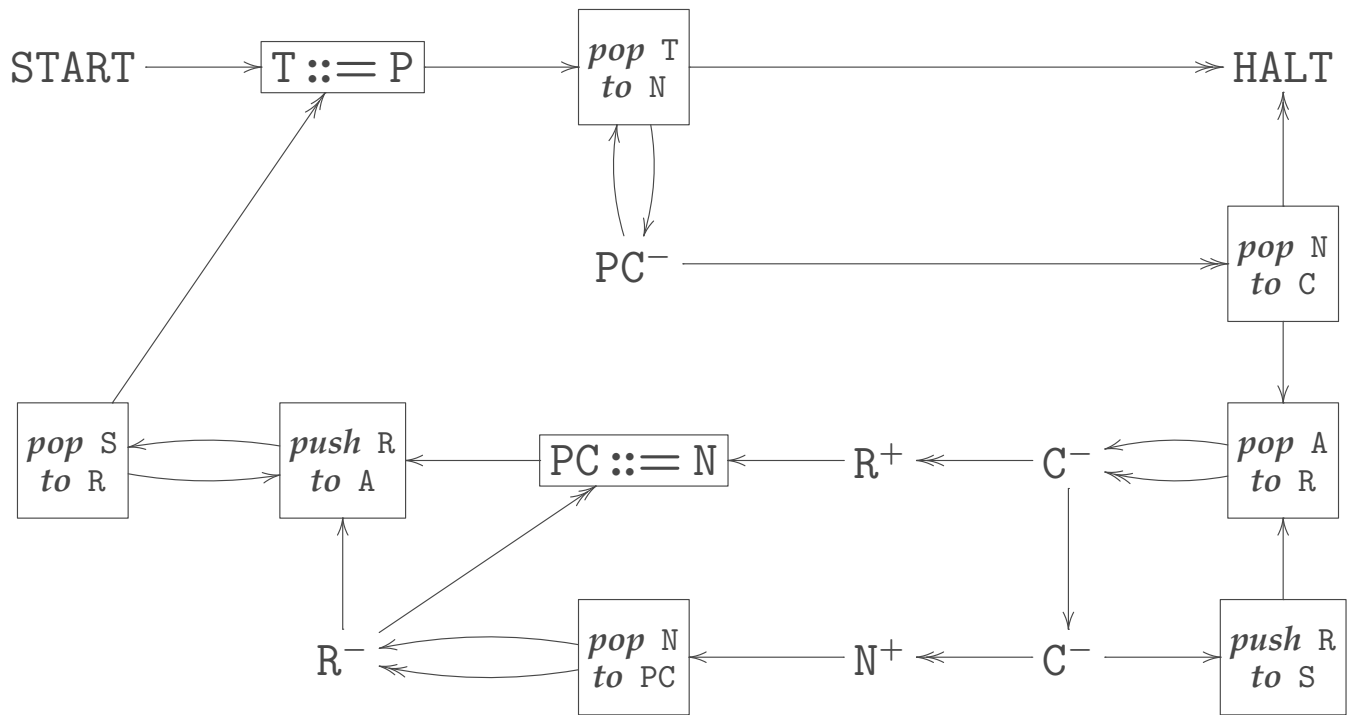 START
T ::= P
pop T
to N
HALT
PC⁻
pop N
to C
pop S
to R
push R
to A
PC ::= N
R⁺
C⁻
pop A
to R
R⁻
pop N
to PC
N⁺
C⁻
push R
to S